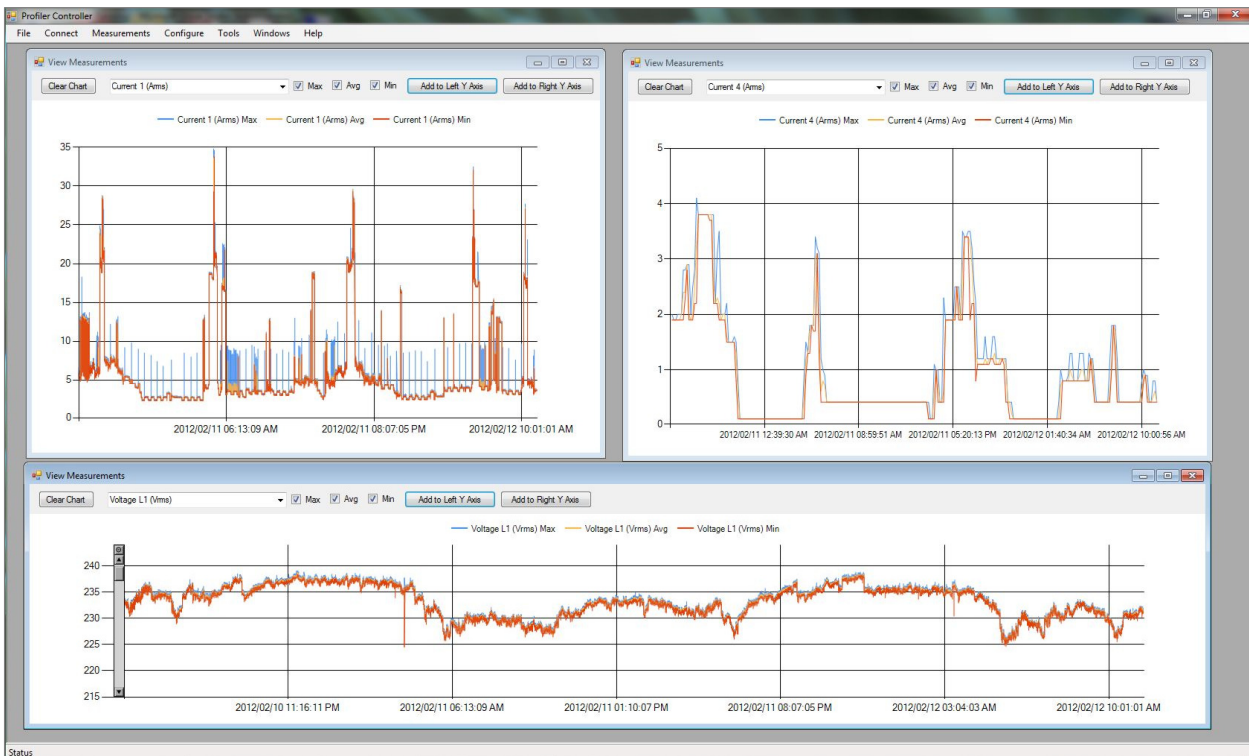 Profiler Controller
File Connect Measurements Configure Tools Windows Help
View Measurements
Clear Chart Current 1 (Arms) Max Avg Min Add to Left Y Axis Add to Right Y Axis
Current 1 (Arms) Max Current 1 (Arms) Avg Current 1 (Arms) Min
35
30
25
20
15
10
5
0
2012/02/11 06:13:09 AM 2012/02/11 08:07:05 PM 2012/02/12 10:01:01 AM
View Measurements
Clear Chart Current 4 (Arms) Max Avg Min Add to Left Y Axis Add to Right Y Axis
Current 4 (Arms) Max Current 4 (Arms) Avg Current 4 (Arms) Min
5
4
3
2
1
0
2012/02/11 12:39:30 AM 2012/02/11 08:59:51 AM 2012/02/11 05:20:13 PM 2012/02/12 01:40:34 AM 2012/02/12 10:00:56 AM
View Measurements
Clear Chart Voltage L1 (Vrms) Max Avg Min Add to Left Y Axis Add to Right Y Axis
Voltage L1 (Vrms) Max Voltage L1 (Vrms) Avg Voltage L1 (Vrms) Min
240
235
230
225
220
215
2012/02/10 11:16:11 PM 2012/02/11 06:13:09 AM 2012/02/11 01:10:07 PM 2012/02/11 08:07:05 PM 2012/02/12 03:04:03 AM 2012/02/12 10:01:01 AM
Status